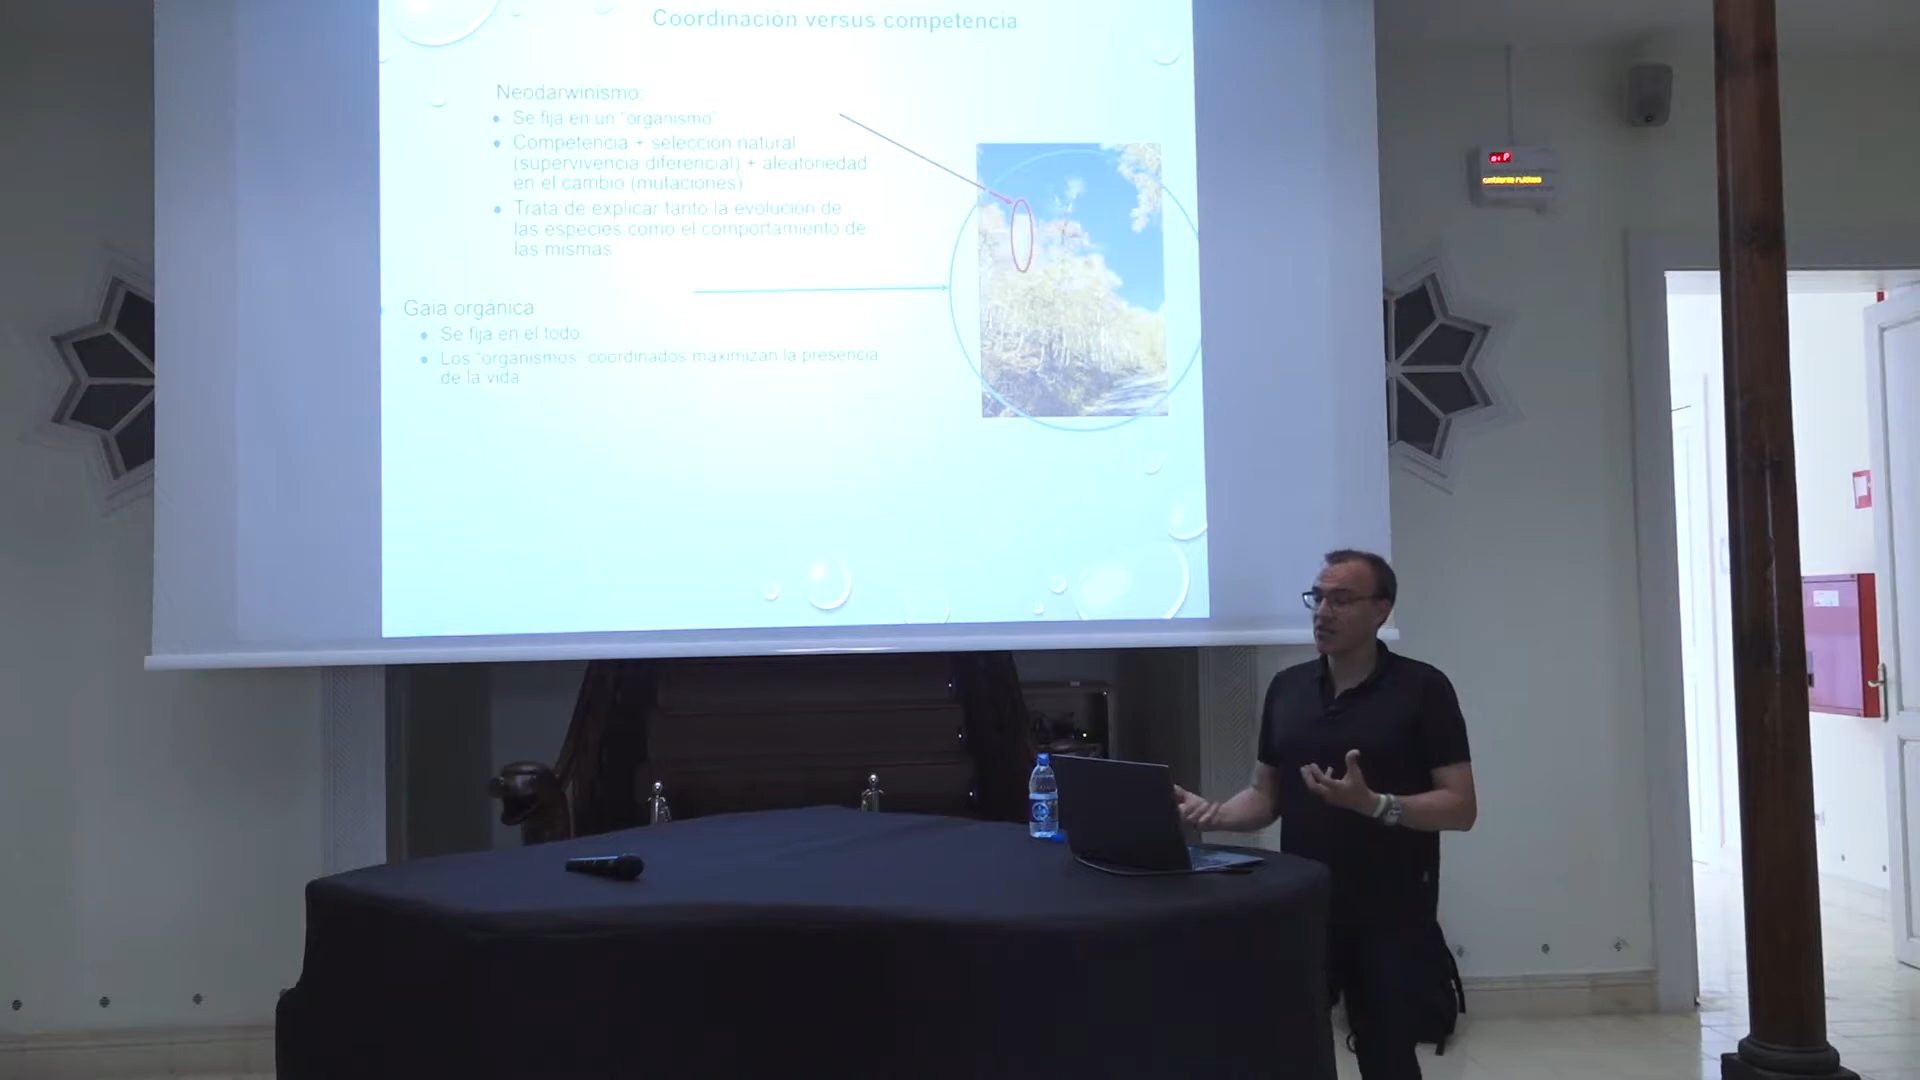 Coordinación versus competencia
Neodarwinismo:
• Se fija en un "organismo"
• Competencia + selección natural
(supervivencia diferencial) + aleatoriedad
en el cambio (mutaciones)
• Trata de explicar tanto la evolución de
las especies como el comportamiento de
las mismas
Gaia orgánica
• Se fija en el todo.
• Los "organismos" coordinados maximizan la presencia
de la vida